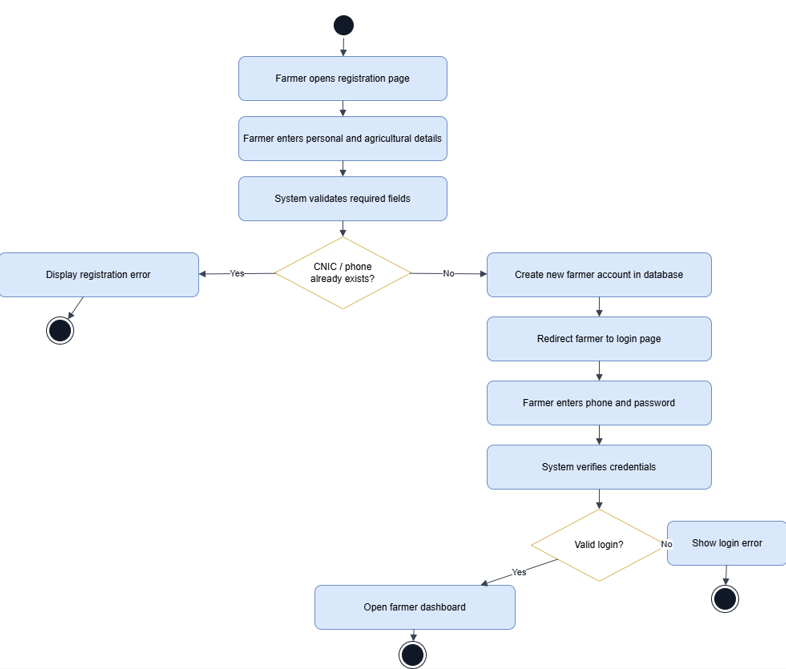 Farmer opens registration page
Farmer enters personal and agricultural details
System validates required fields
CNIC / phone
already exists?
Yes
No
Display registration error
Create new farmer account in database
Redirect farmer to login page
Farmer enters phone and password
System verifies credentials
Valid login?
No
Show login error
Yes
Open farmer dashboard